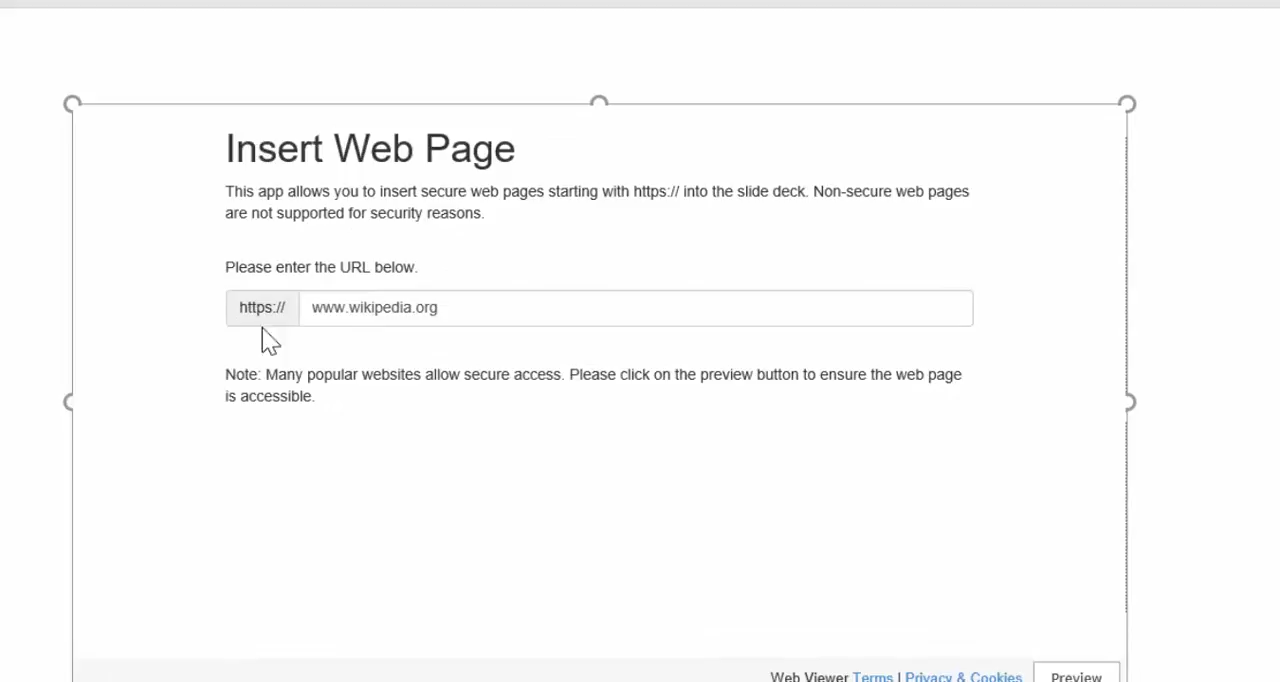 Insert Web Page
This app allows you to insert secure web pages starting with https:// into the slide deck. Non-secure web pages
are not supported for security reasons.
Please enter the URL below.
https:// www.wikipedia.org
Note: Many popular websites allow secure access. Please click on the preview button to ensure the web page
is accessible.
Web Viewer Terms | Privacy & Cookies Preview